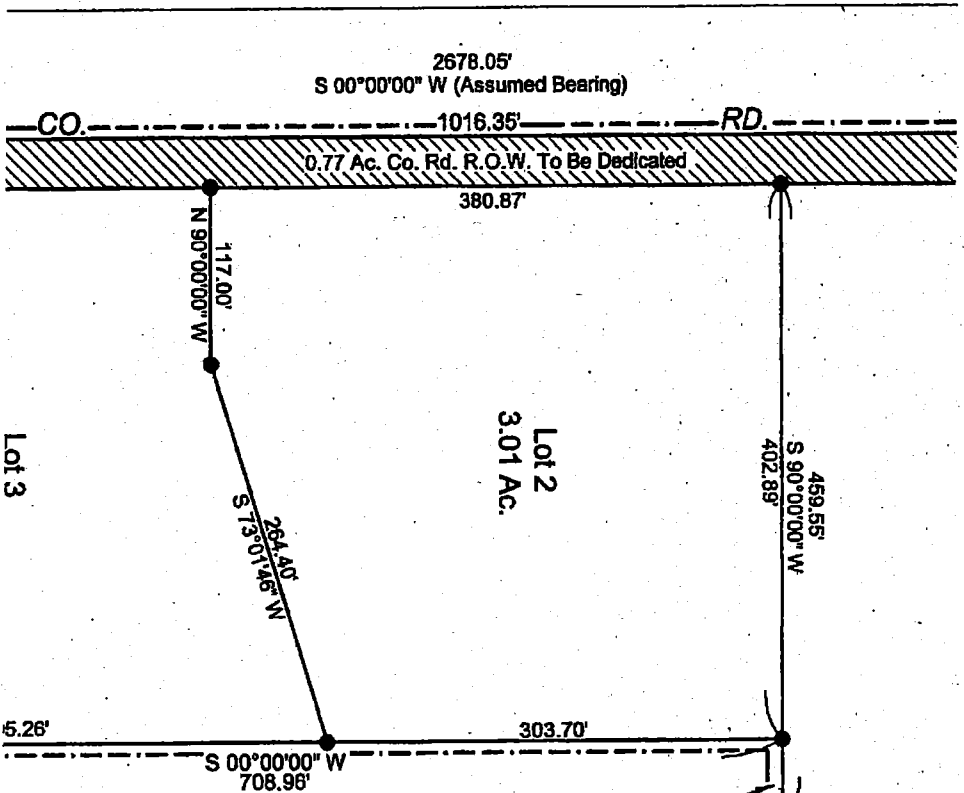 2678.05'
S 00°00'00" W (Assumed Bearing)
CO. 1016.35' RD.
0.77 Ac. Co. Rd. R.O.W. To Be Dedicated
380.87'
117.00'
N 90°00'00" W
264.40'
S 73°01'46" W
Lot 2
3.01 Ac.
459.55'
S 90°00'00" W
402.89'
Lot 3
5.26'
303.70'
S 00°00'00" W
708.96'